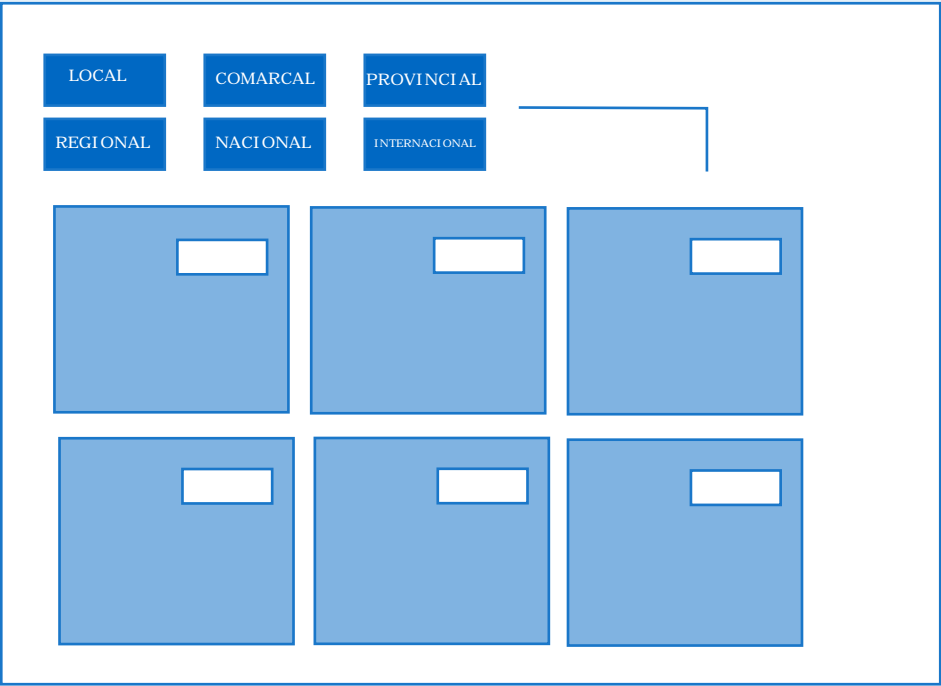 LOCAL
COMARCAL
PROVINCIAL
REGIONAL
NACIONAL
INTERNACIONAL